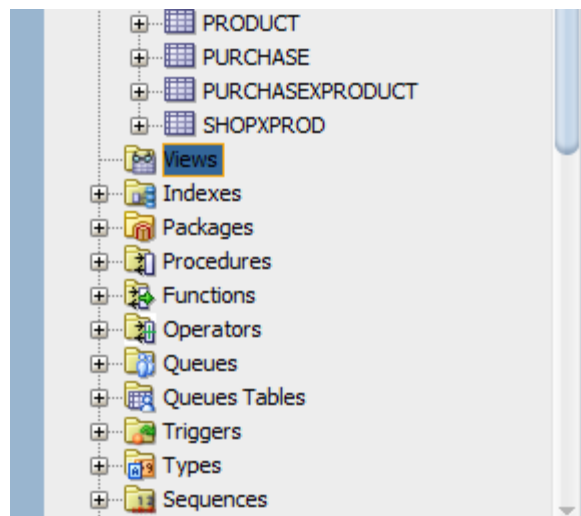 PRODUCT
PURCHASE
PURCHASEXPRODUCT
SHOPXPROD
Views
Indexes
Packages
Procedures
Functions
Operators
Queues
Queues Tables
Triggers
Types
Sequences